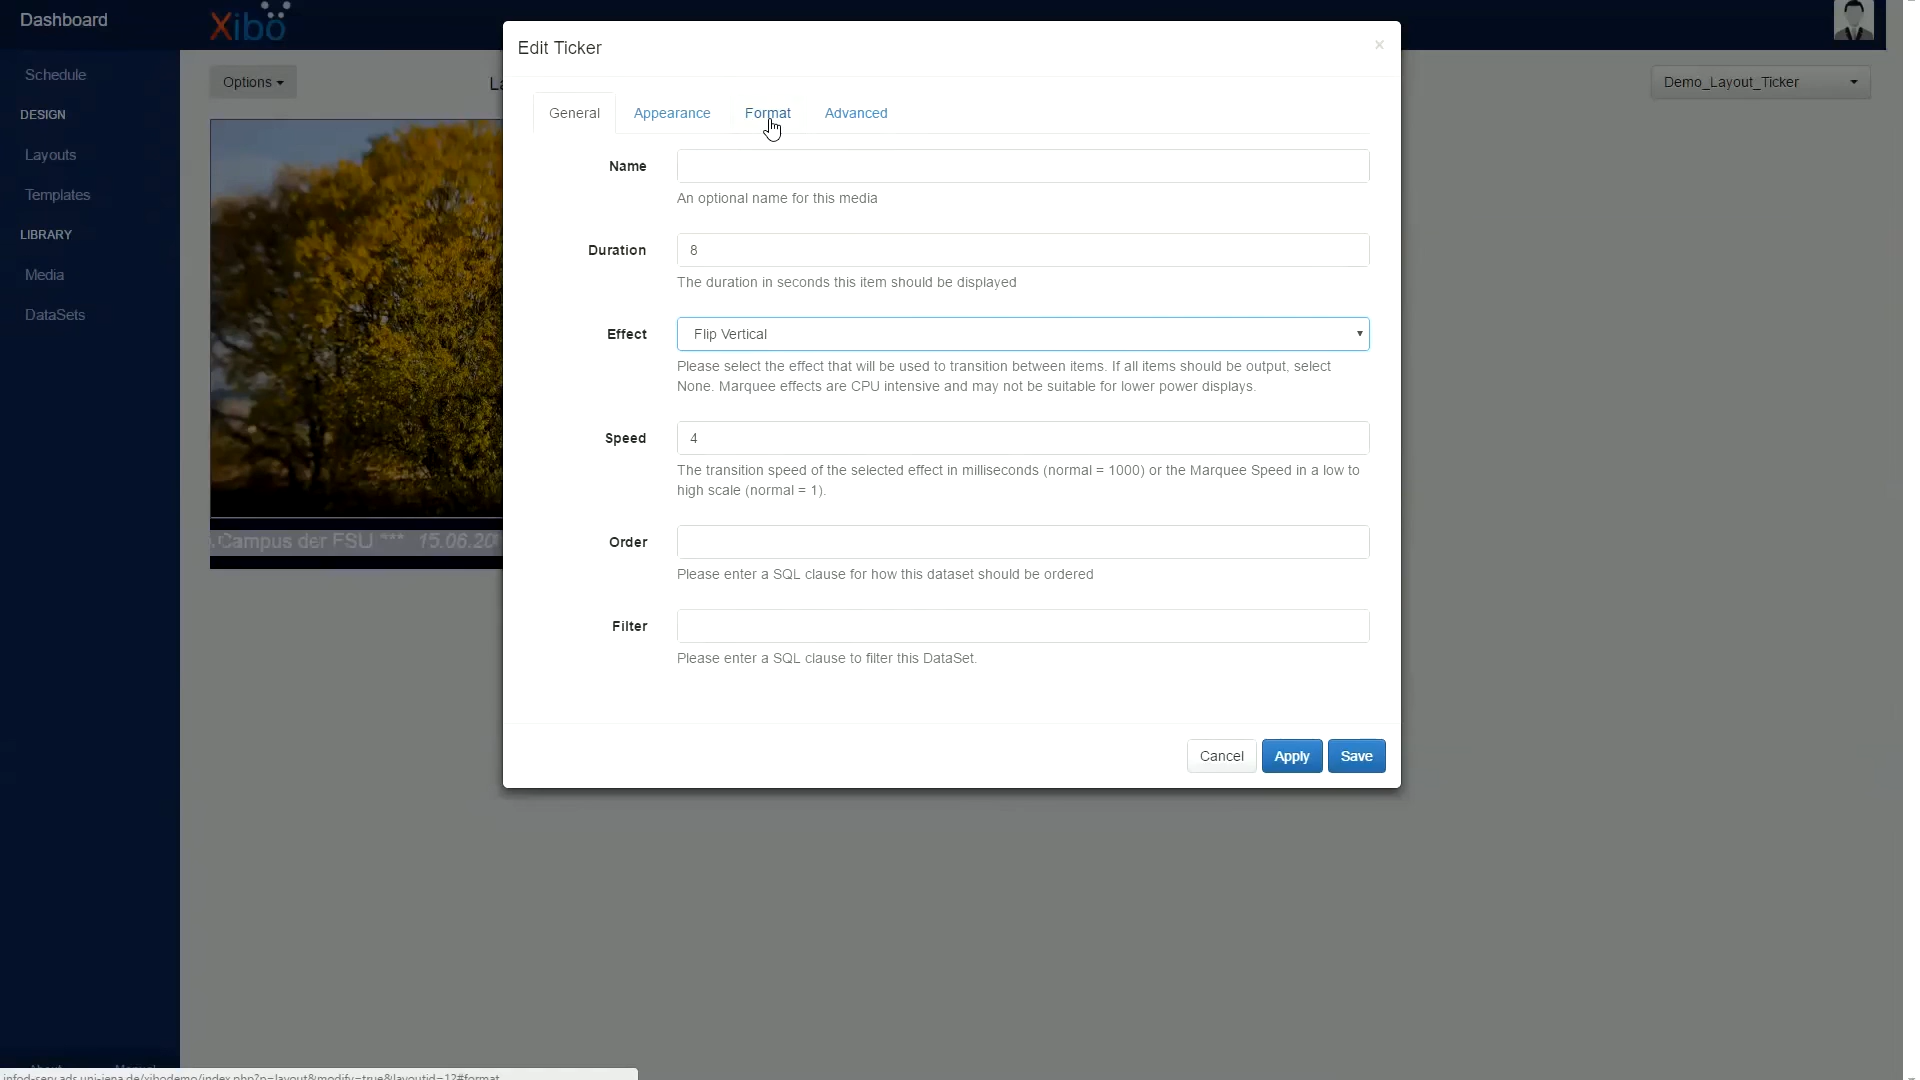 Dashboard
Xibo
Schedule
DESIGN
Layouts
Templates
LIBRARY
Media
DataSets
Options
Demo_Layout_Ticker
Campus der FSU *** 15.06.20
Edit Ticker
×
General
Appearance
Format
Advanced
Name
An optional name for this media
Duration
8
The duration in seconds this item should be displayed
Effect
Flip Vertical
Please select the effect that will be used to transition between items. If all items should be output, select
None. Marquee effects are CPU intensive and may not be suitable for lower power displays.
Speed
4
The transition speed of the selected effect in milliseconds (normal = 1000) or the Marquee Speed in a low to
high scale (normal = 1).
Order
Please enter a SQL clause for how this dataset should be ordered
Filter
Please enter a SQL clause to filter this DataSet.
Cancel
Apply
Save